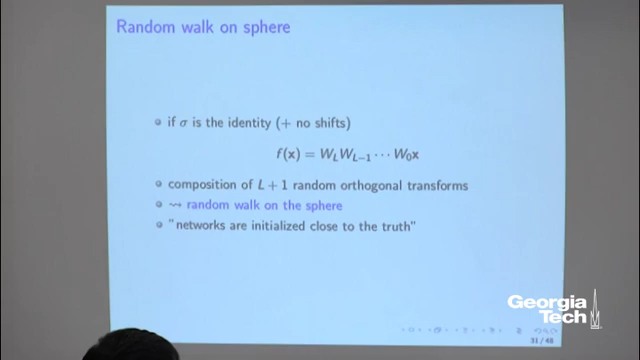 Random walk on sphere
if σ is the identity (+ no shifts)
f(x) = W_L W_{L−1} ⋯ W_0x
composition of L + 1 random orthogonal transforms
⇝ random walk on the sphere
"networks are initialized close to the truth"
Georgia
Tech
31 / 48